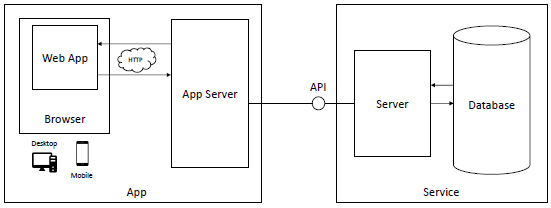 Web App
HTTP
Browser
App Server
Desktop
Mobile
App
API
Server
Database
Service